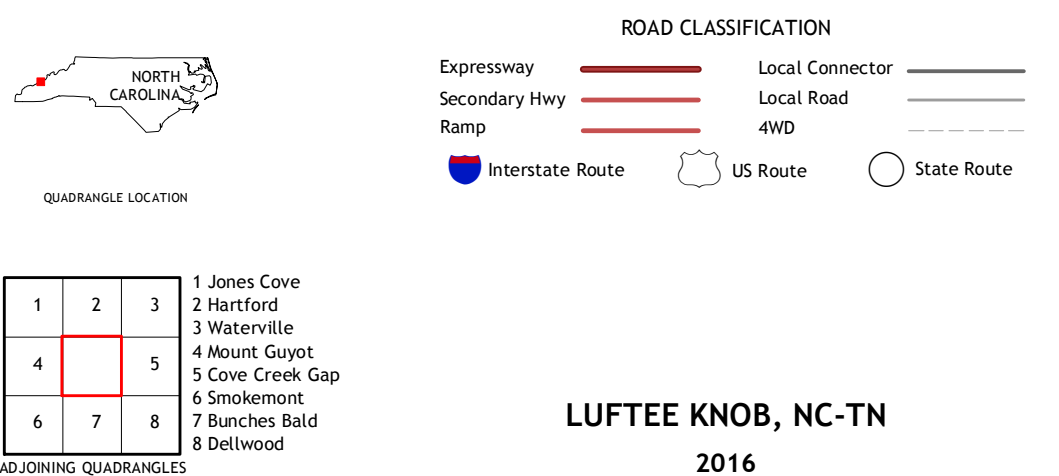 ROAD CLASSIFICATION
Expressway
Secondary Hwy
Ramp
Local Connector
Local Road
4WD
Interstate Route
US Route
State Route
NORTH
CAROLINA
QUADRANGLE LOCATION
1 2 3
4 5
6 7 8
1 Jones Cove
2 Hartford
3 Waterville
4 Mount Guyot
5 Cove Creek Gap
6 Smokemont
7 Bunches Bald
8 Dellwood
ADJOINING QUADRANGLES
LUFTEE KNOB, NC-TN
2016